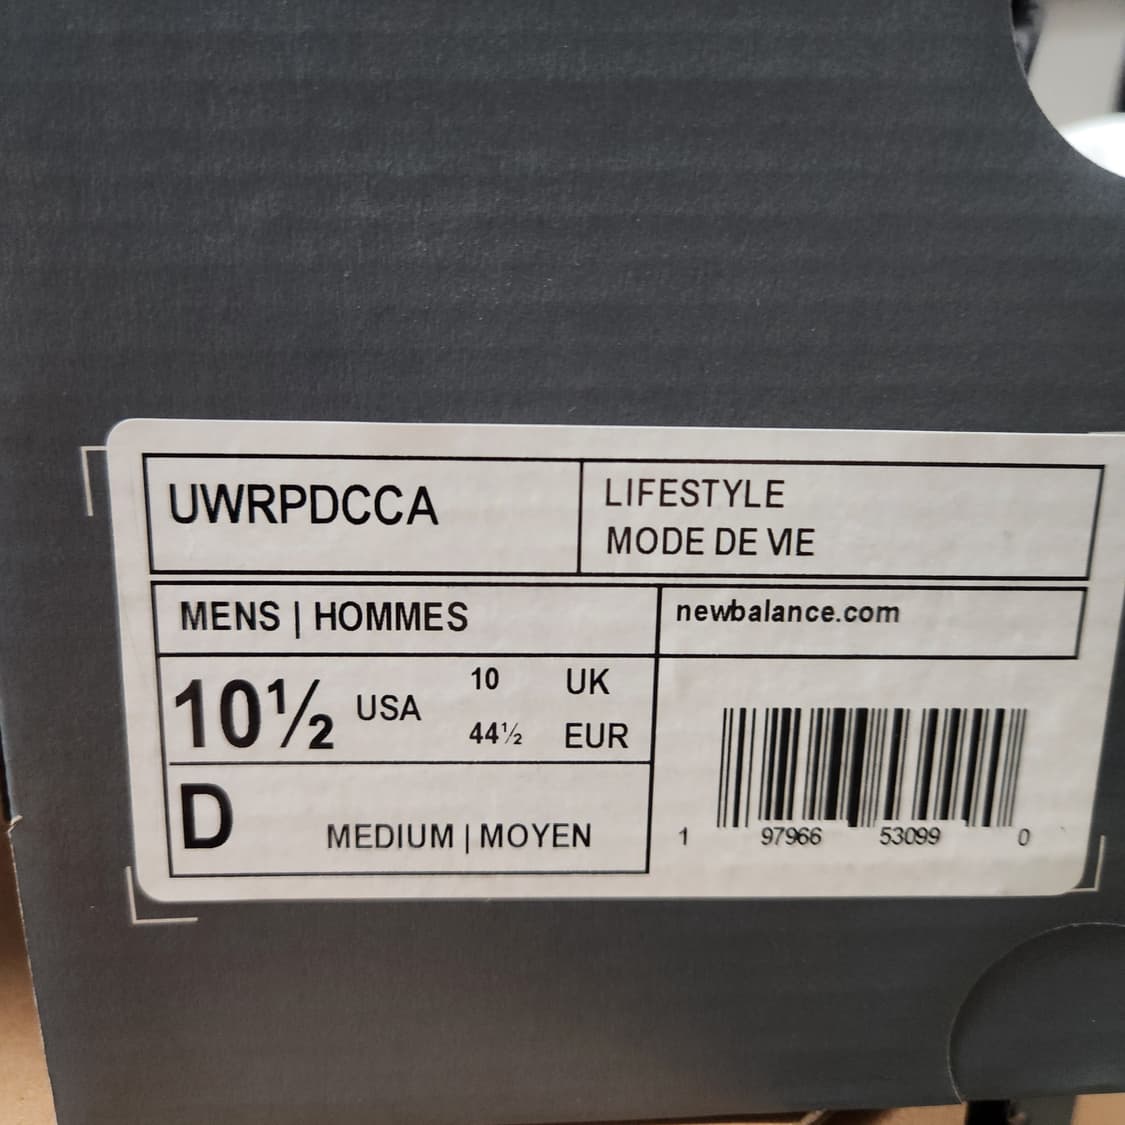 UWRPDCCA
LIFESTYLE
MODE DE VIE
MENS | HOMMES
newbalance.com
10½ USA
10 UK
44½ EUR
D
MEDIUM | MOYEN
1 97966 53099 0